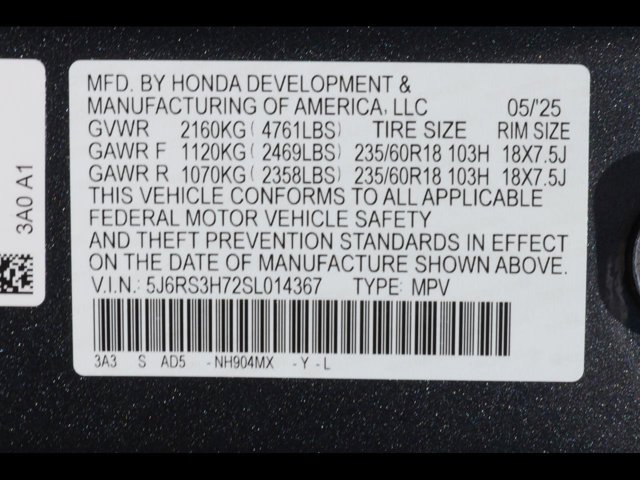 3A0 A1
MFD. BY HONDA DEVELOPMENT &
MANUFACTURING OF AMERICA, LLC 05/'25
GVWR 2160KG (4761LBS) TIRE SIZE RIM SIZE
GAWR F 1120KG (2469LBS) 235/60R18 103H 18X7.5J
GAWR R 1070KG (2358LBS) 235/60R18 103H 18X7.5J
THIS VEHICLE CONFORMS TO ALL APPLICABLE
FEDERAL MOTOR VEHICLE SAFETY
AND THEFT PREVENTION STANDARDS IN EFFECT
ON THE DATE OF MANUFACTURE SHOWN ABOVE.
V.I.N.: 5J6RS3H72SL014367 TYPE: MPV
3A3 S AD5 -NH904MX -Y-L